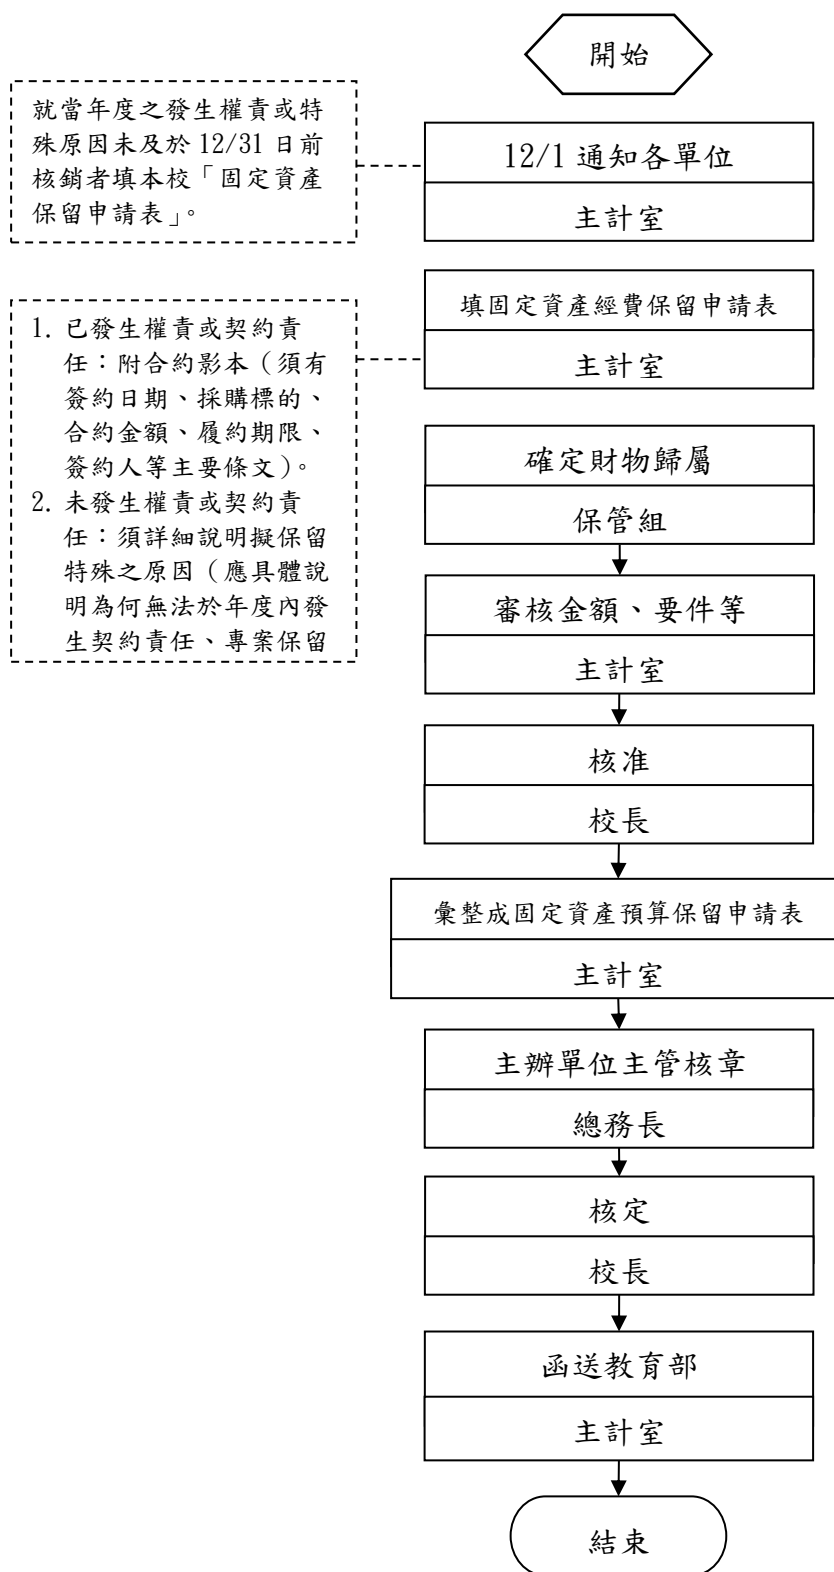 開始
就當年度之發生權責或特
殊原因未及於 12/31 日前
核銷者填本校「固定資產
保留申請表」。
12/1 通知各單位
主計室
填固定資產經費保留申請表
主計室
1. 已發生權責或契約責
任：附合約影本（須有
簽約日期、採購標的、
合約金額、履約期限、
簽約人等主要條文)。
2. 未發生權責或契約責
任：須詳細說明擬保留
特殊之原因（應具體說
明為何無法於年度內發
生契約責任、專案保留
確定財物歸屬
保管組
審核金額、要件等
主計室
核准
校長
彙整成固定資產預算保留申請表
主計室
主辦單位主管核章
總務長
核定
校長
函送教育部
主計室
結束